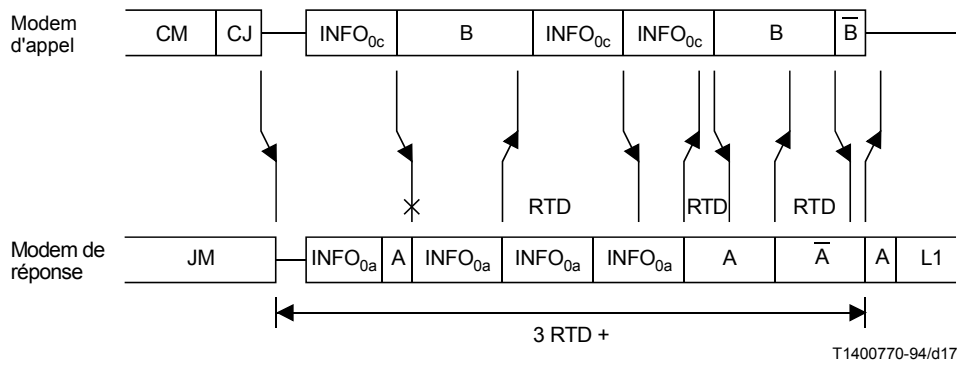 Modem d'appel
CM CJ INFO0c B INFO0c INFO0c B B̅
RTD RTD RTD
Modem de réponse
JM INFO0a A INFO0a INFO0a INFO0a A A̅ A L1
3 RTD +
T1400770-94/d17